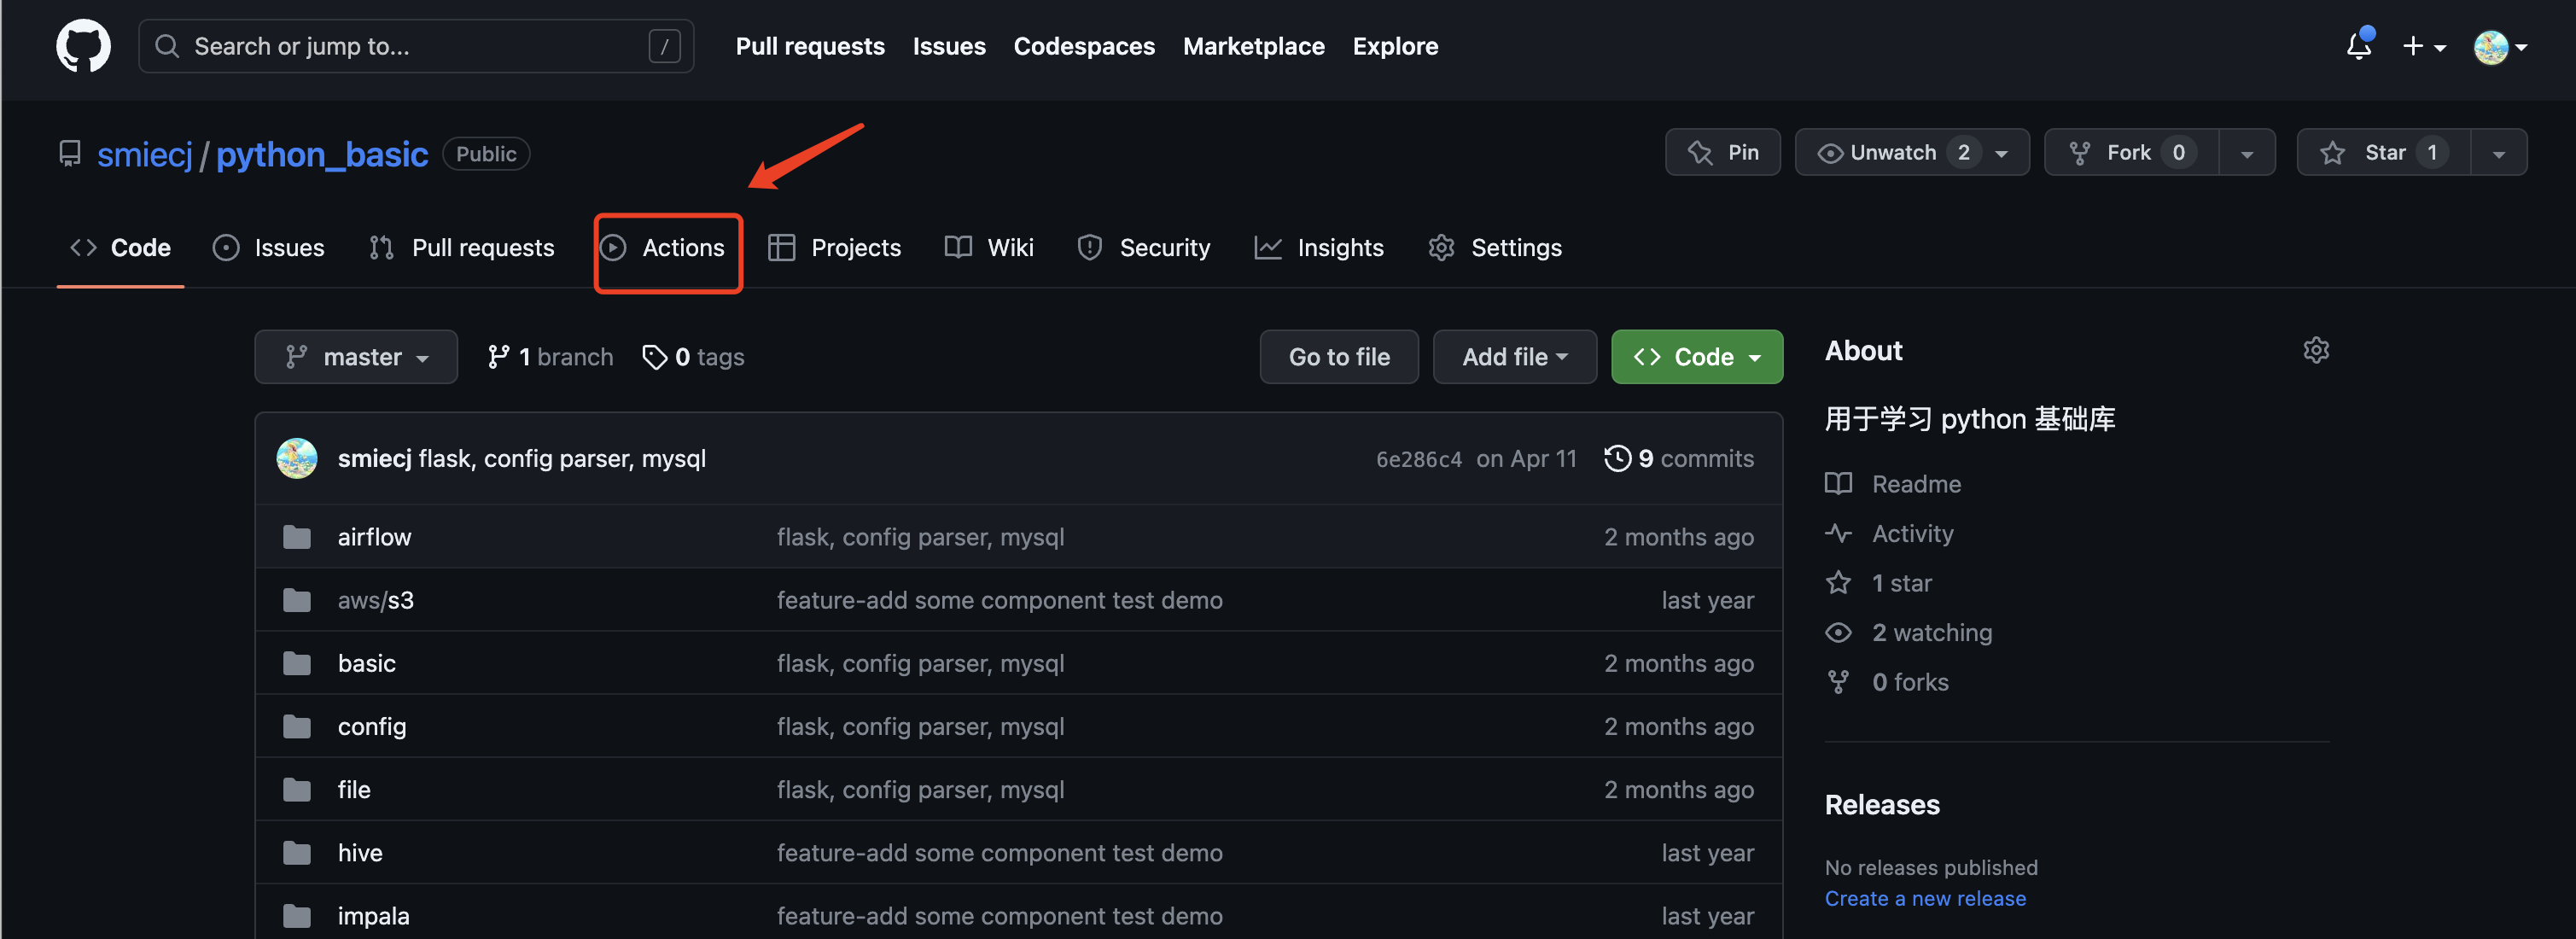 Search or jump to... / Pull requests Issues Codespaces Marketplace Explore
smiecj / python_basic Public Pin Unwatch 2 Fork 0 Star 1
Code Issues Pull requests Actions Projects Wiki Security Insights Settings
master 1 branch 0 tags Go to file Add file Code
smiecj flask, config parser, mysql 6e286c4 on Apr 11 9 commits
airflow flask, config parser, mysql 2 months ago
aws/s3 feature-add some component test demo last year
basic flask, config parser, mysql 2 months ago
config flask, config parser, mysql 2 months ago
file flask, config parser, mysql 2 months ago
hive feature-add some component test demo last year
impala feature-add some component test demo last year
About
用于学习 python 基础库
Readme
Activity
1 star
2 watching
0 forks
Releases
No releases published
Create a new release